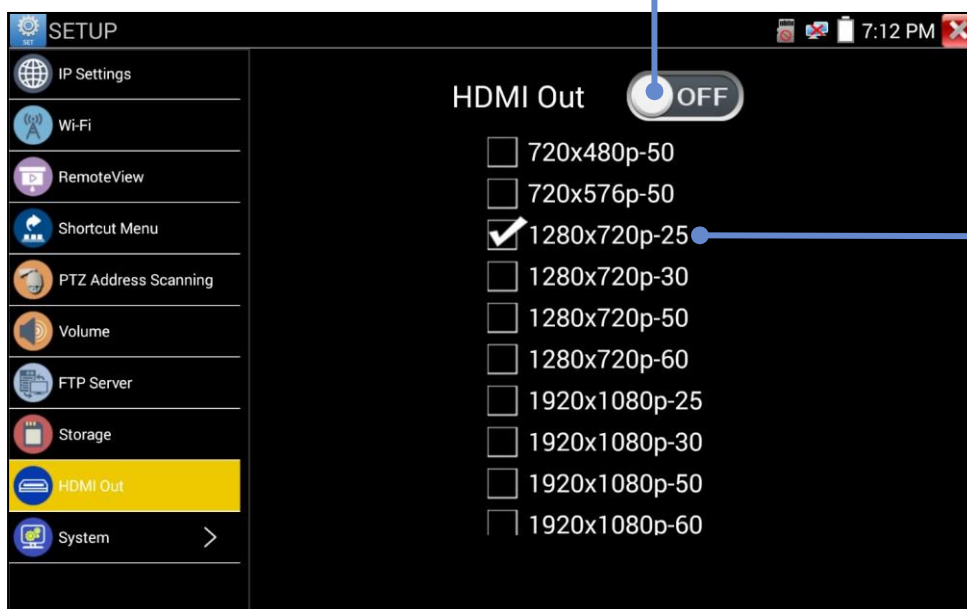 SETUP
SET
7:12 PM
IP Settings
Wi-Fi
RemoteView
Shortcut Menu
PTZ Address Scanning
Volume
FTP Server
Storage
HDMI Out
System
HDMI Out
OFF
720x480p-50
720x576p-50
1280x720p-25
1280x720p-30
1280x720p-50
1280x720p-60
1920x1080p-25
1920x1080p-30
1920x1080p-50
1920x1080p-60